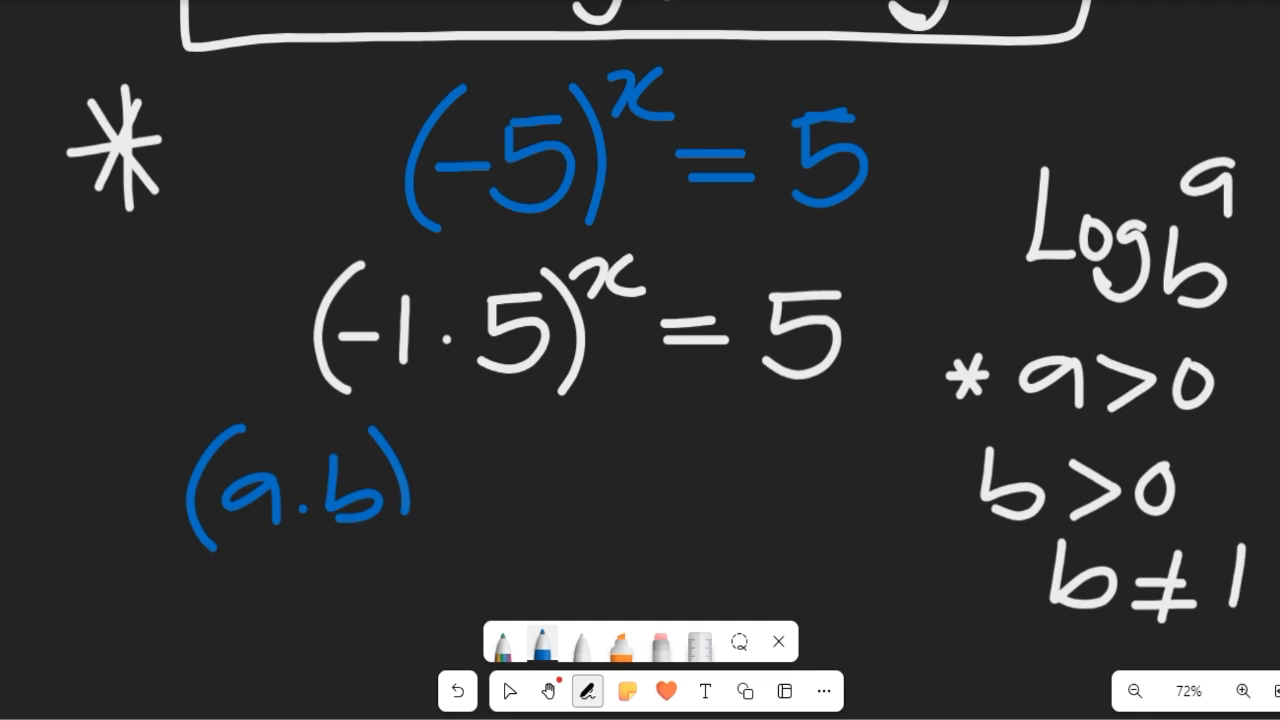 (-5)^x = 5
(-1·5)^x = 5
(a.b)
Log_b^a
* a>0
b>0
b≠1
T
72%